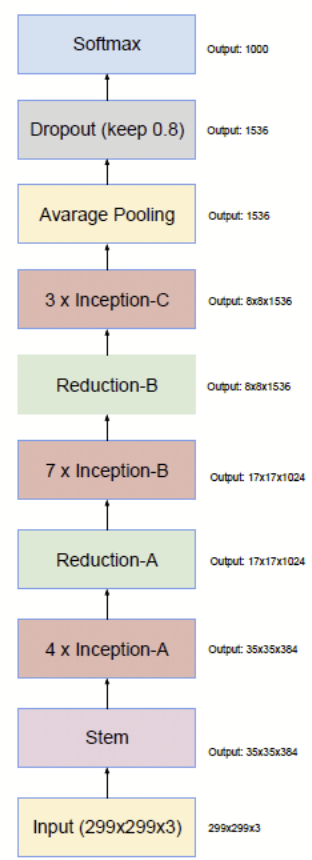 Softmax
Output: 1000
Dropout (keep 0.8)
Output: 1536
Avarage Pooling
Output: 1536
3 x Inception-C
Output: 8x8x1536
Reduction-B
Output: 8x8x1536
7 x Inception-B
Output: 17x17x1024
Reduction-A
Output: 17x17x1024
4 x Inception-A
Output: 35x35x384
Stem
Output: 35x35x384
Input (299x299x3)
299x299x3